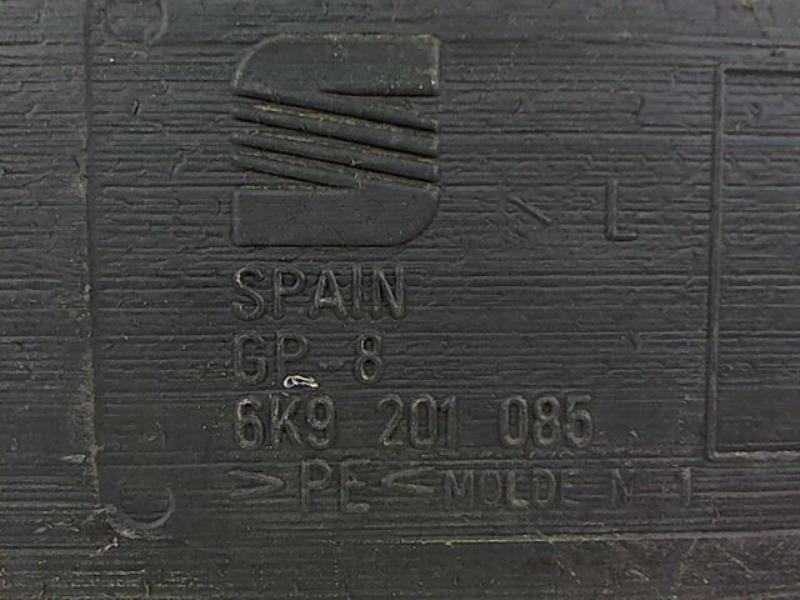 L
SPAIN
GP 8
6K9 201 085
>PE< MOLDE N 1